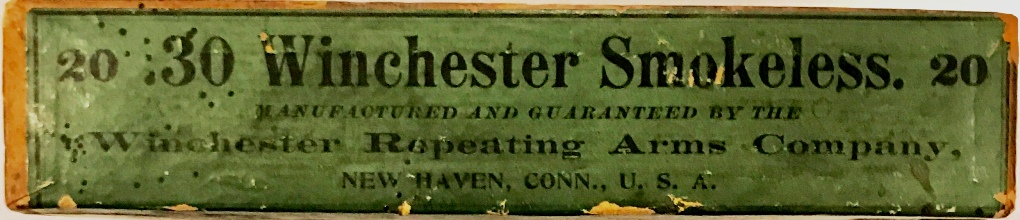 20 .30 Winchester Smokeless. 20
MANUFACTURED AND GUARANTEED BY THE
Winchester Repeating Arms Company,
NEW HAVEN, CONN., U. S. A.